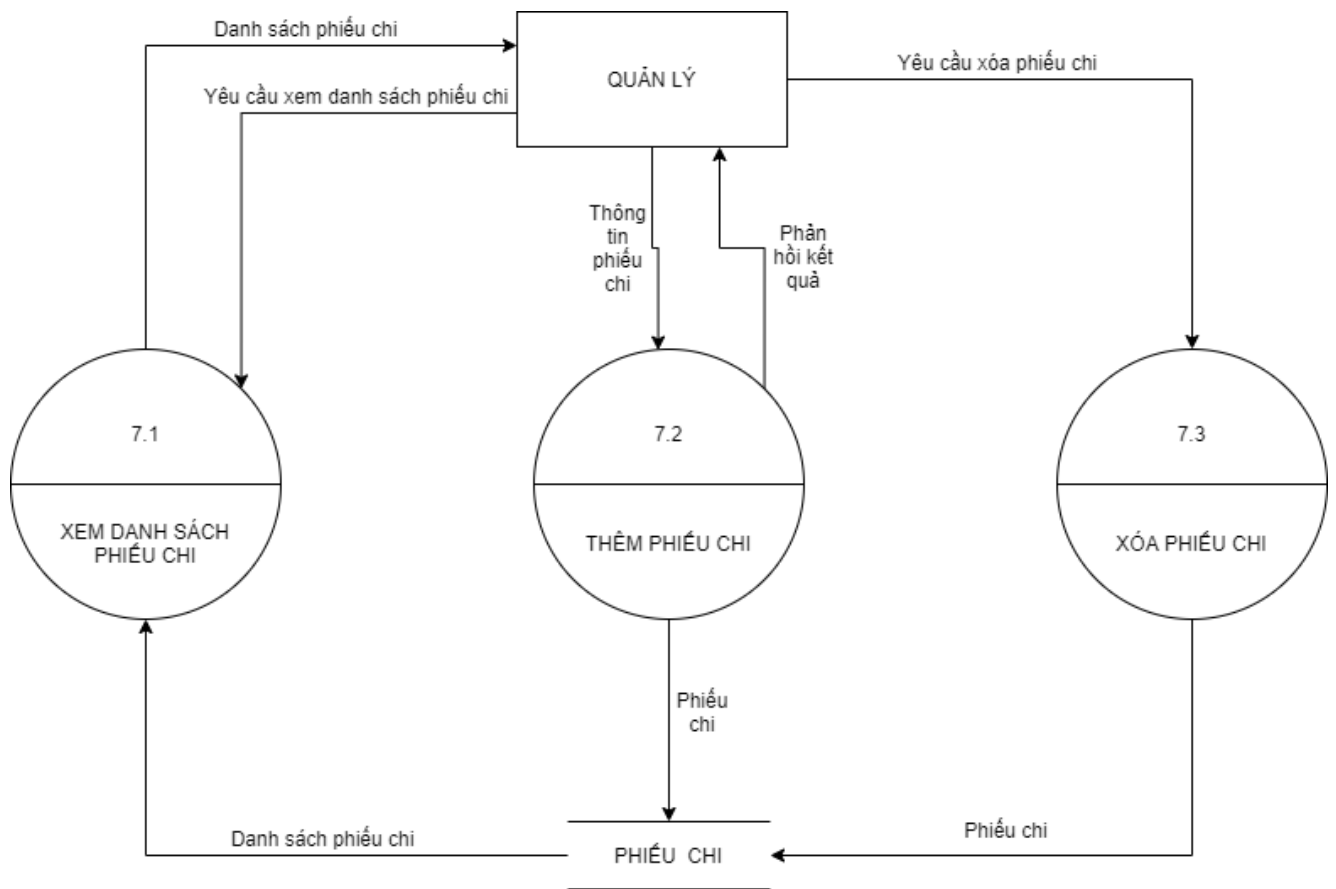 Danh sách phiếu chi
QUẢN LÝ
Yêu cầu xóa phiếu chi
Yêu cầu xem danh sách phiếu chi
Thông
tin
phiếu
chi
Phản
hồi kết
quả
7.1
7.2
7.3
XEM DANH SÁCH
PHIẾU CHI
THÊM PHIẾU CHI
XÓA PHIẾU CHI
Phiếu
chi
Danh sách phiếu chi
PHIẾU CHI
Phiếu chi